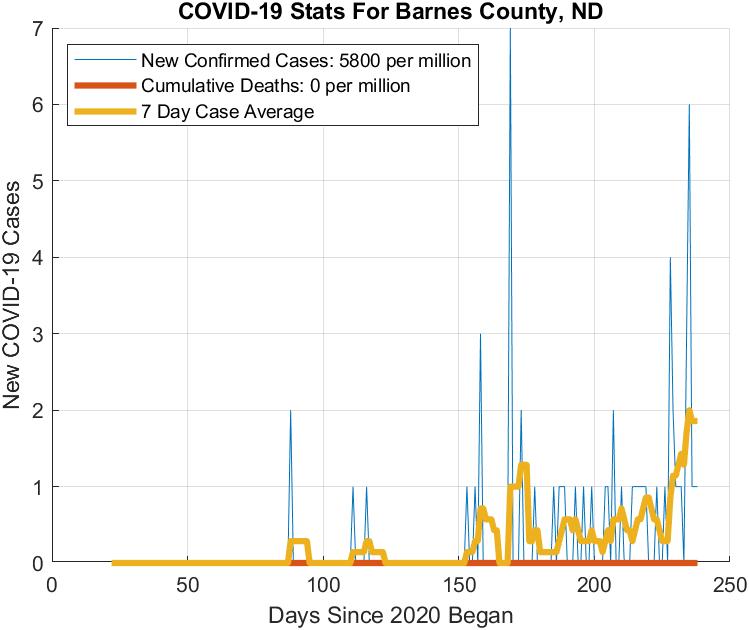 COVID-19 Stats For Barnes County, ND
New Confirmed Cases: 5800 per million
Cumulative Deaths: 0 per million
7 Day Case Average
New COVID-19 Cases
7
6
5
4
3
2
1
0
0 50 100 150 200 250
Days Since 2020 Began